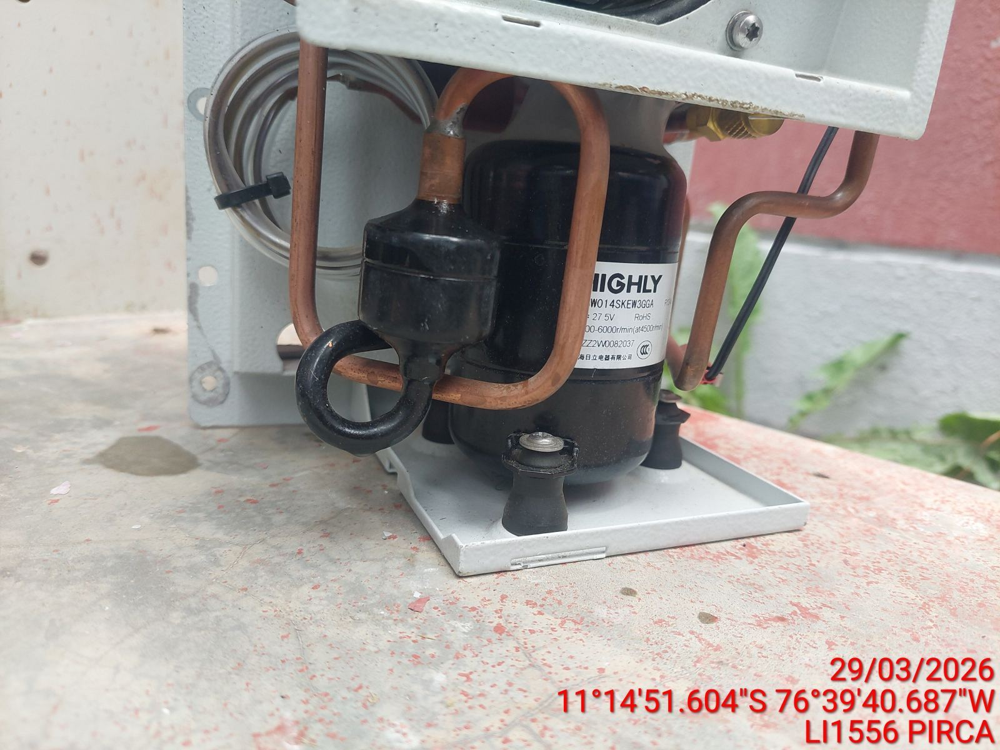 HIGHLY
W014SKEW3GGA
27.5V RoHS
00-6000r/min(at4500r/min)
ZZ2W0082037
海日立电器有限公司
29/03/2026
11°14'51.604"S 76°39'40.687"W
LI1556 PIRCA